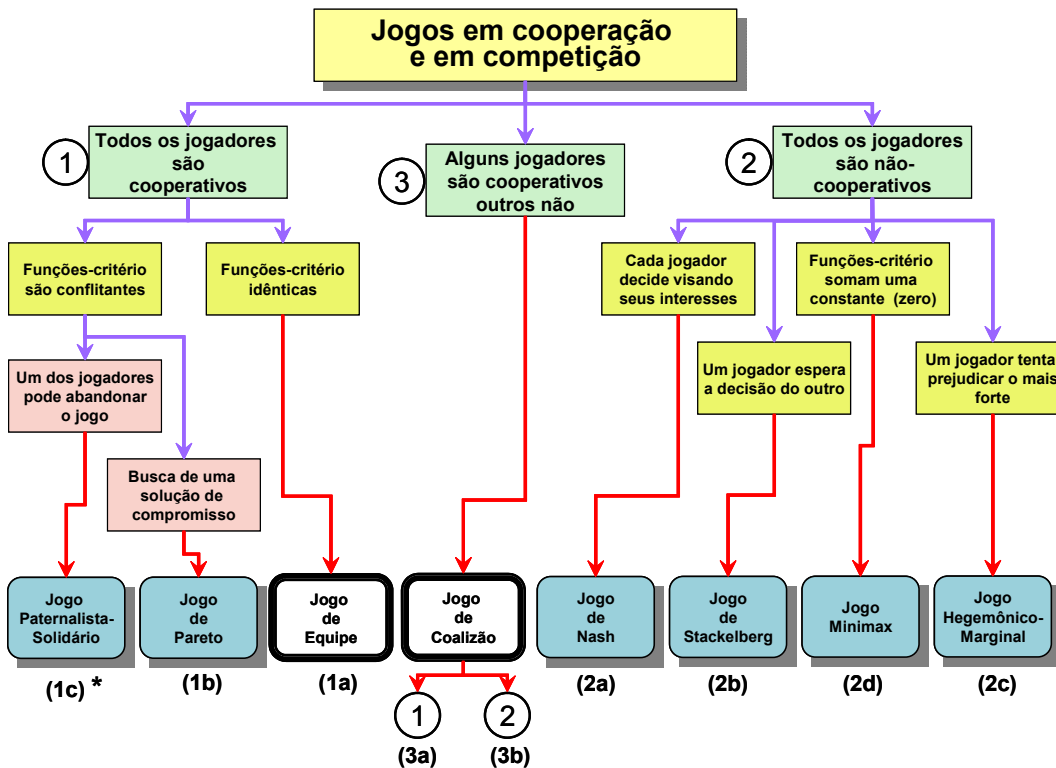 Jogos em cooperação
e em competição
1
Todos os jogadores
são
cooperativos
3
Alguns jogadores
são cooperativos
outros não
2
Todos os jogadores
são não-
cooperativos
Funções-critério
são conflitantes
Funções-critério
idênticas
Cada jogador
decide visando
seus interesses
Funções-critério
somam uma
constante (zero)
Um dos jogadores
pode abandonar
o jogo
Um jogador espera
a decisão do outro
Um jogador tenta
prejudicar o mais
forte
Busca de uma
solução de
compromisso
Jogo
Paternalista-
Solidário
Jogo
de
Pareto
Jogo
de
Equipe
Jogo
de
Coalizão
Jogo
de
Nash
Jogo
de
Stackelberg
Jogo
Minimax
Jogo
Hegemônico-
Marginal
(1c) *
(1b)
(1a)
(2a)
(2b)
(2d)
(2c)
1
2
(3a)
(3b)